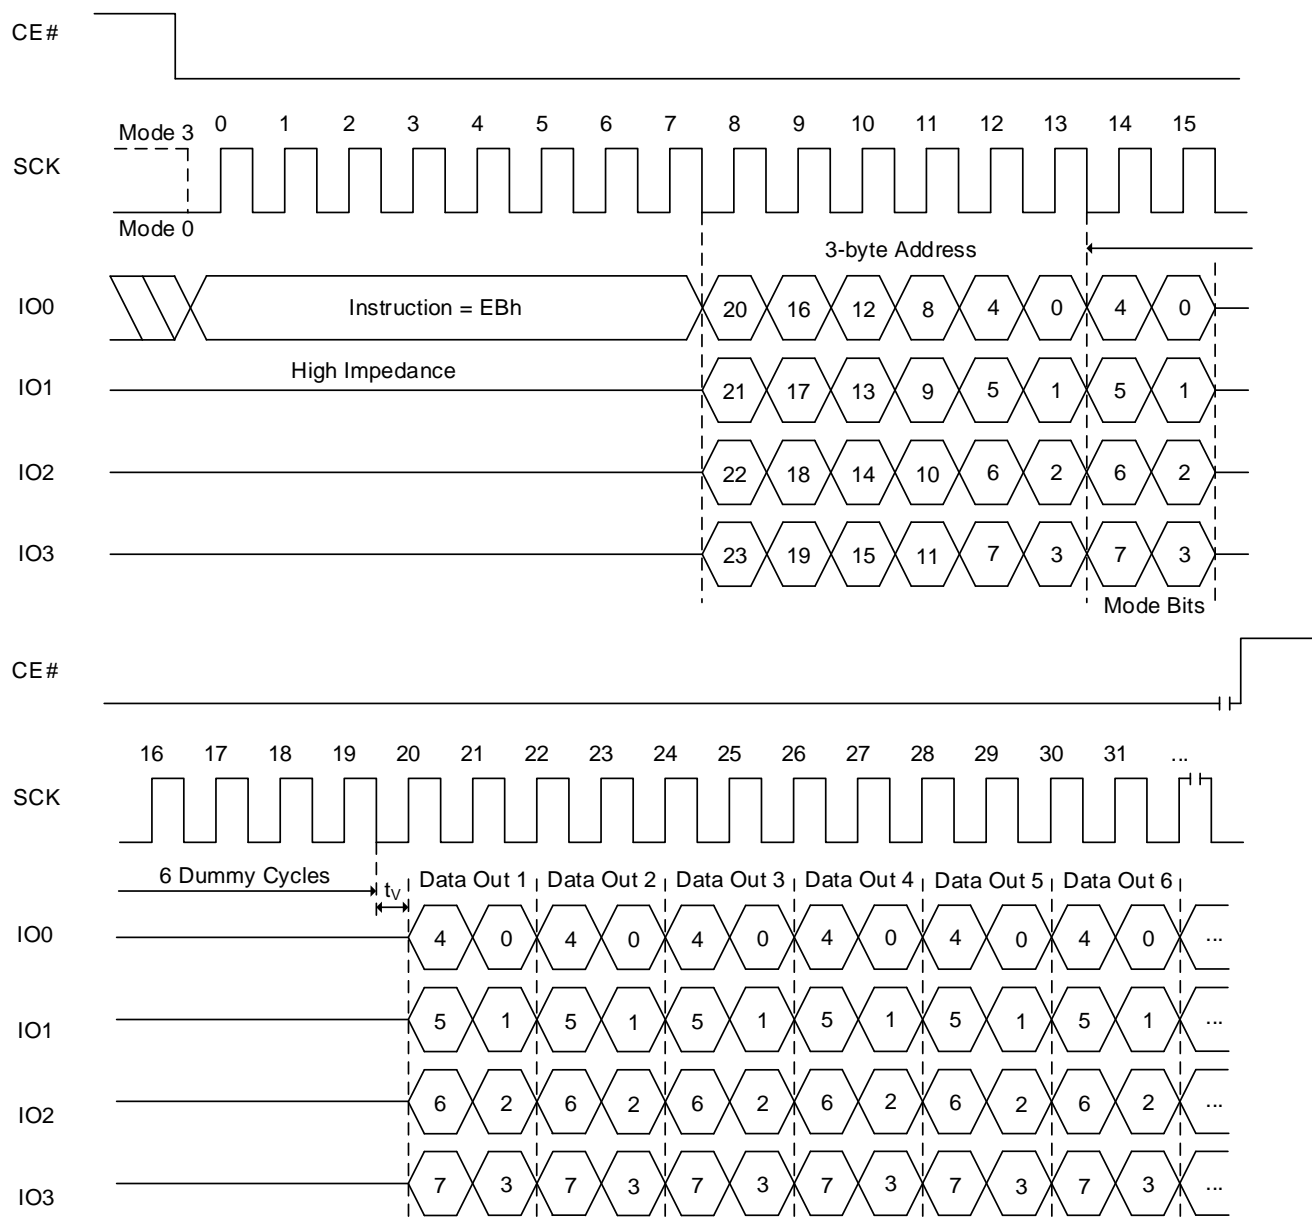 CE#
Mode 3 0 1 2 3 4 5 6 7 8 9 10 11 12 13 14 15
SCK
Mode 0
3-byte Address
IO0 Instruction = EBh 20 16 12 8 4 0 4 0
High Impedance
IO1 21 17 13 9 5 1 5 1
IO2 22 18 14 10 6 2 6 2
IO3 23 19 15 11 7 3 7 3
Mode Bits
CE#
16 17 18 19 20 21 22 23 24 25 26 27 28 29 30 31 ...
SCK
6 Dummy Cycles tV Data Out 1 Data Out 2 Data Out 3 Data Out 4 Data Out 5 Data Out 6
IO0 4 0 4 0 4 0 4 0 4 0 4 0 ...
IO1 5 1 5 1 5 1 5 1 5 1 5 1 ...
IO2 6 2 6 2 6 2 6 2 6 2 6 2 ...
IO3 7 3 7 3 7 3 7 3 7 3 7 3 ...